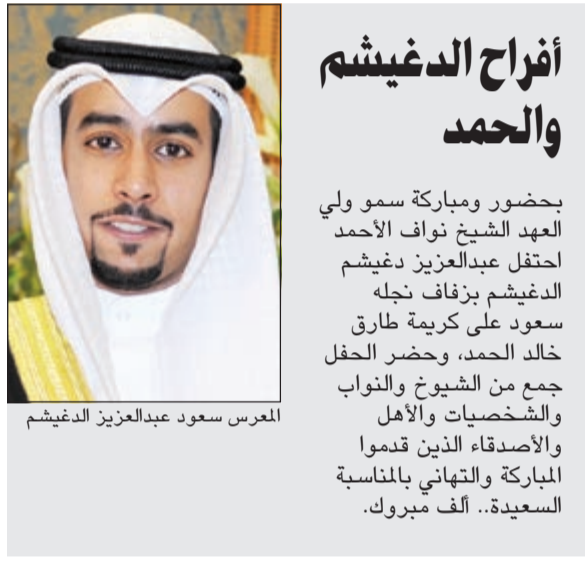 أفراح الدغيشم
والحمد
بحضور ومباركة سمو ولي
العهد الشيخ نواف الأحمد
احتفل عبدالعزيز دغيشم
الدغيشم بزفاف نجله
سعود على كريمة طارق
خالد الحمد، وحضر الحفل
جمع من الشيوخ والنواب
والشخصيات والأهل
والأصدقاء الذين قدموا
المباركة والتهاني بالمناسبة
السعيدة.. ألف مبروك.
المعرس سعود عبدالعزيز الدغيشم